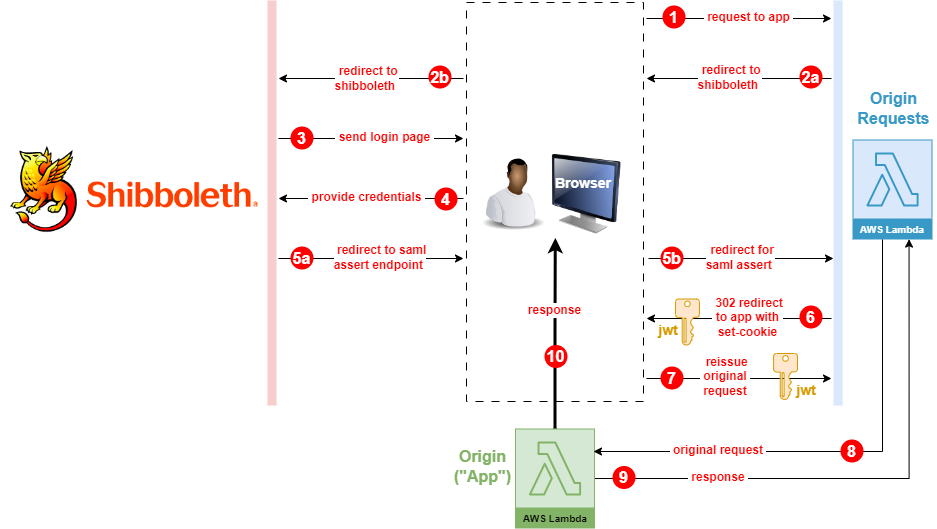 1
request to app
redirect to
shibboleth
2b
redirect to
shibboleth
2a
Origin
Requests
3
send login page
Shibboleth
Browser
provide credentials
4
AWS Lambda
5a
redirect to saml
assert endpoint
5b
redirect for
saml assert
response
jwt
302 redirect
to app with
set-cookie
6
10
7
reissue
original
request
jwt
Origin
("App")
original request
8
9
response
AWS Lambda